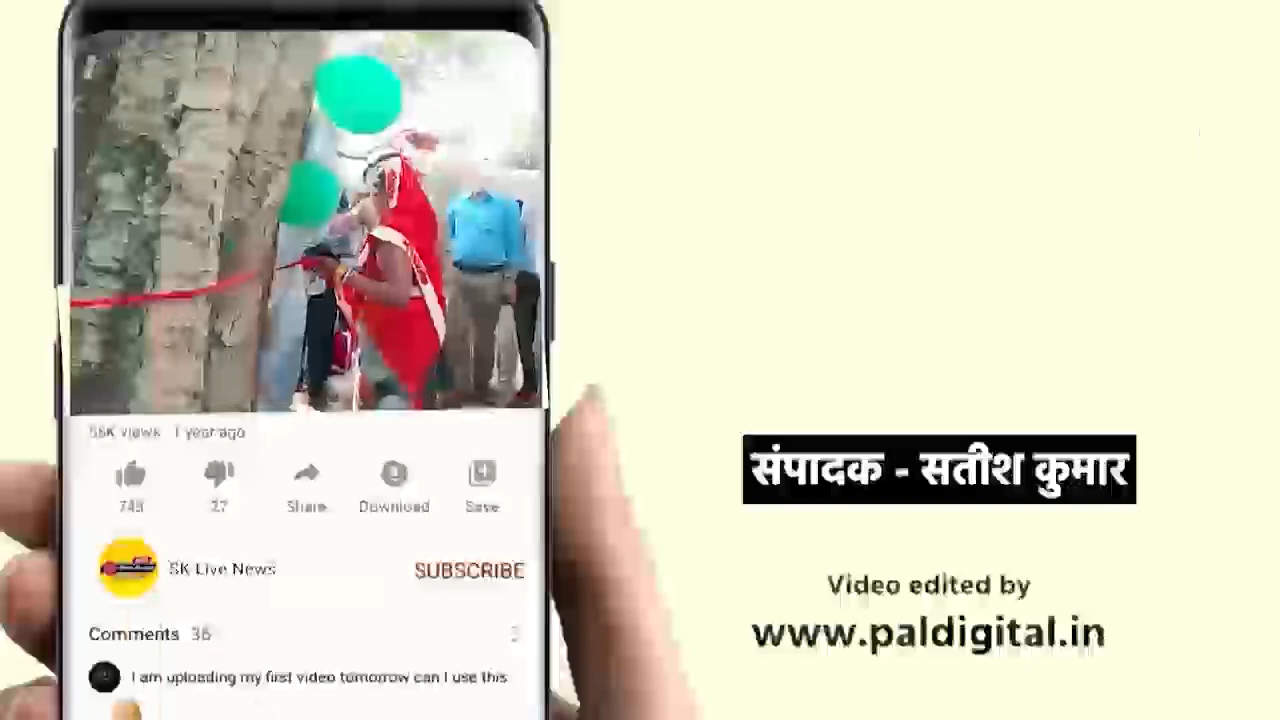 56K views 1 year ago
745 27 Share Download Save
SK Live News SUBSCRIBE
Comments 36
I am uploading my first video tomorrow can I use this
संपादक - सतीश कुमार
Video edited by
www.paldigital.in